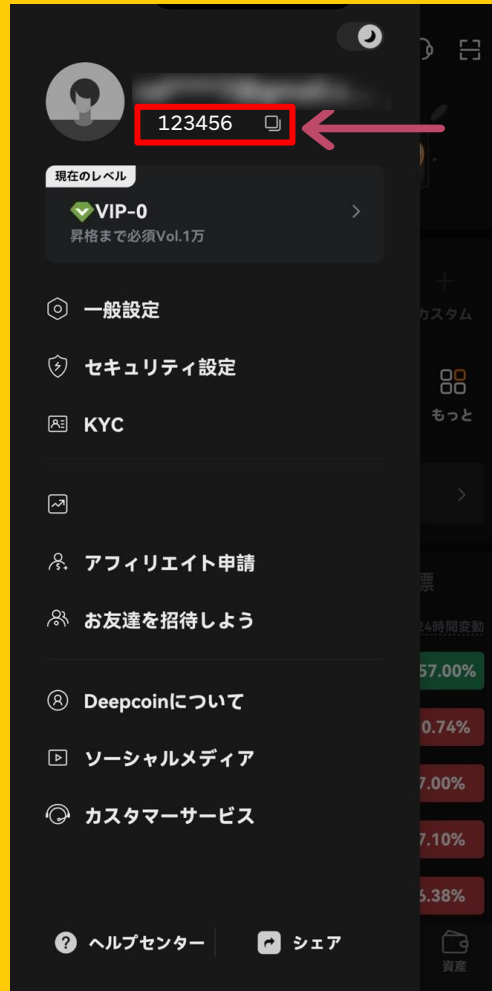 123456
現在のレベル
VIP-0
昇格まで必須Vol.1万
一般設定
カスタム
セキュリティ設定
もっと
KYC
アフィリエイト申請
票
お友達を招待しよう
24時間変動
57.00%
Deepcoinについて
0.74%
ソーシャルメディア
7.00%
カスタマーサービス
7.10%
6.38%
ヘルプセンター
シェア
資産